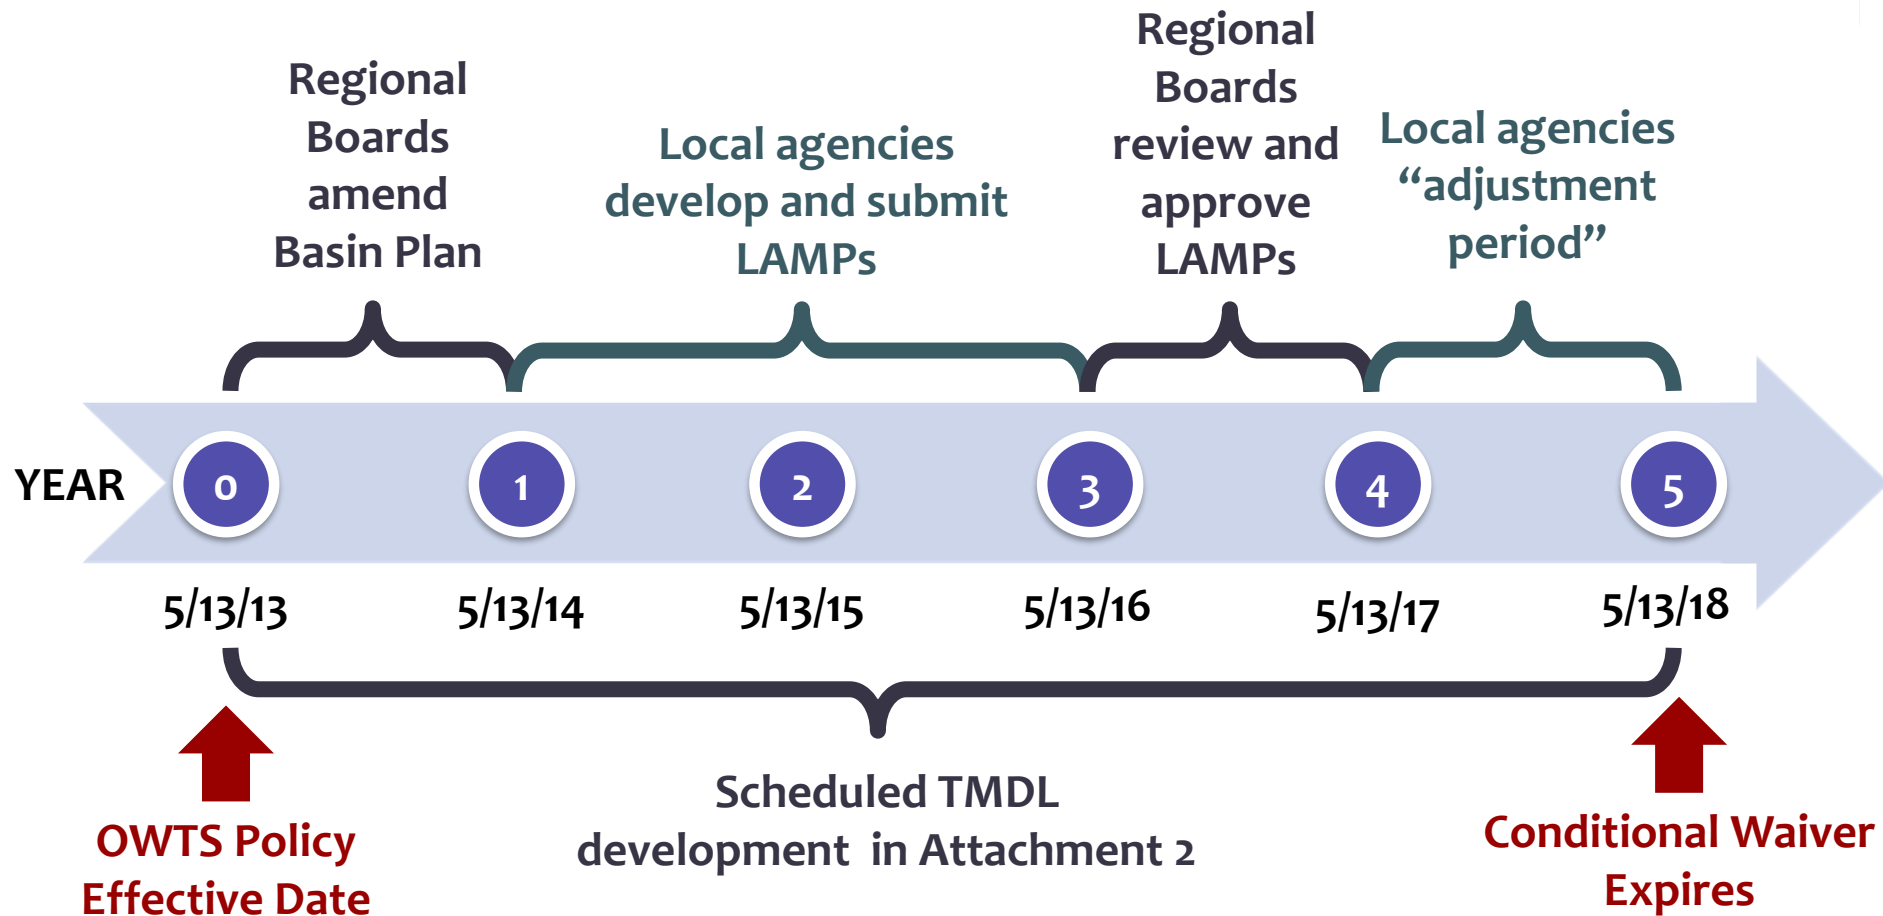 Regional
Boards
amend
Basin Plan
Local agencies
develop and submit
LAMPs
Regional
Boards
review and
approve
LAMPs
Local agencies
“adjustment
period”
YEAR
0
1
2
3
4
5
5/13/13
5/13/14
5/13/15
5/13/16
5/13/17
5/13/18
OWTS Policy
Effective Date
Scheduled TMDL
development in Attachment 2
Conditional Waiver
Expires